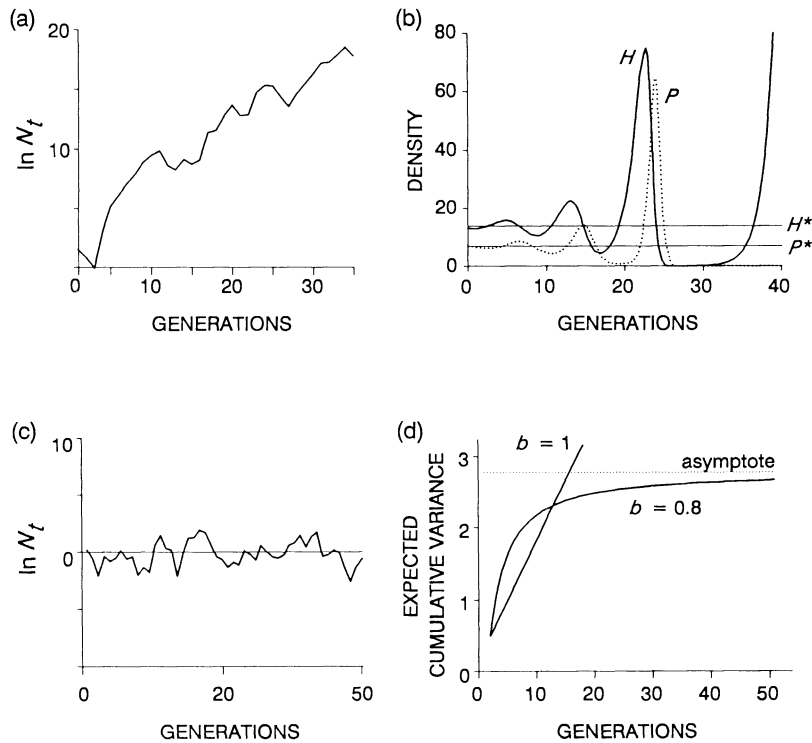 (a)
20
10
0
ln Nt
0 10 20 30
GENERATIONS
(b)
80
60
40
20
0
DENSITY
H
P
H*
P*
0 10 20 30 40
GENERATIONS
(c)
10
0
ln Nt
0 20 50
GENERATIONS
(d)
3
2
1
0
EXPECTED
CUMULATIVE VARIANCE
b = 1
asymptote
b = 0.8
0 10 20 30 40 50
GENERATIONS